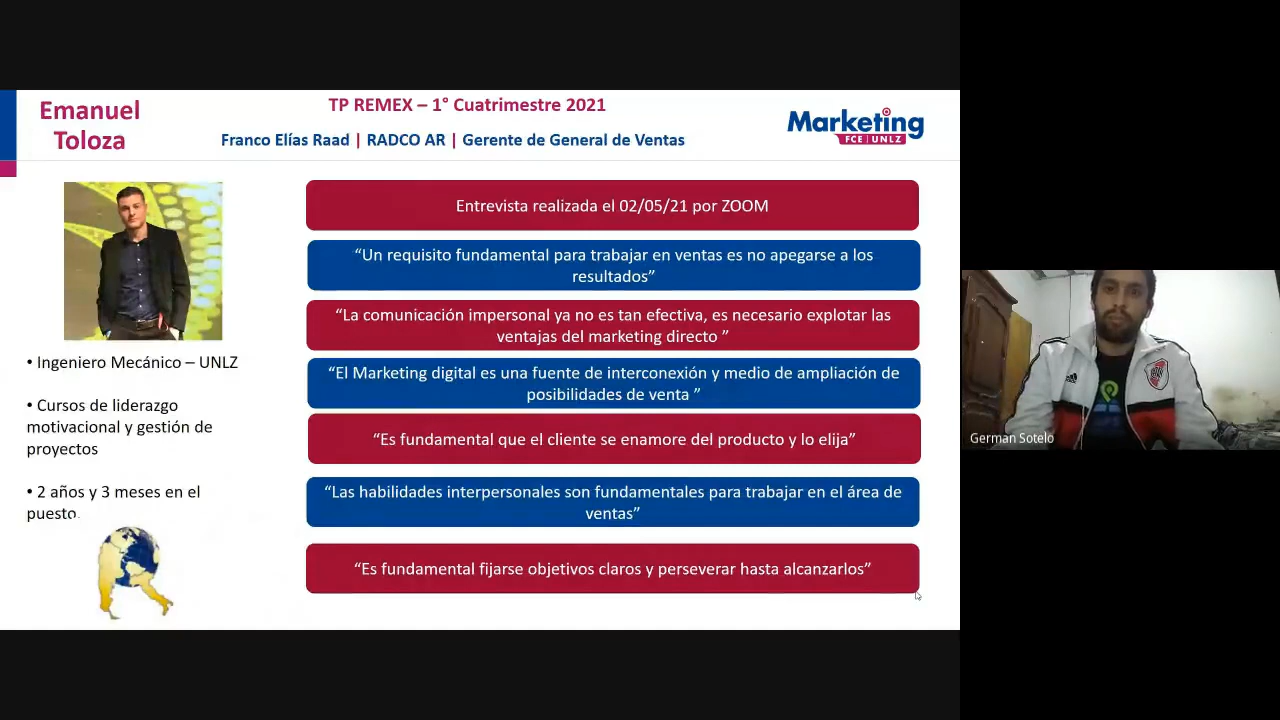 Emanuel
Toloza
TP REMEX – 1° Cuatrimestre 2021
Franco Elías Raad | RADCO AR | Gerente de General de Ventas
Marketing
FCE | UNLZ
• Ingeniero Mecánico – UNLZ
• Cursos de liderazgo
motivacional y gestión de
proyectos
• 2 años y 3 meses en el
puesto.
Entrevista realizada el 02/05/21 por ZOOM
“Un requisito fundamental para trabajar en ventas es no apegarse a los
resultados”
“La comunicación impersonal ya no es tan efectiva, es necesario explotar las
ventajas del marketing directo ”
“El Marketing digital es una fuente de interconexión y medio de ampliación de
posibilidades de venta ”
“Es fundamental que el cliente se enamore del producto y lo elija”
“Las habilidades interpersonales son fundamentales para trabajar en el área de
ventas”
“Es fundamental fijarse objetivos claros y perseverar hasta alcanzarlos”
German Sotelo